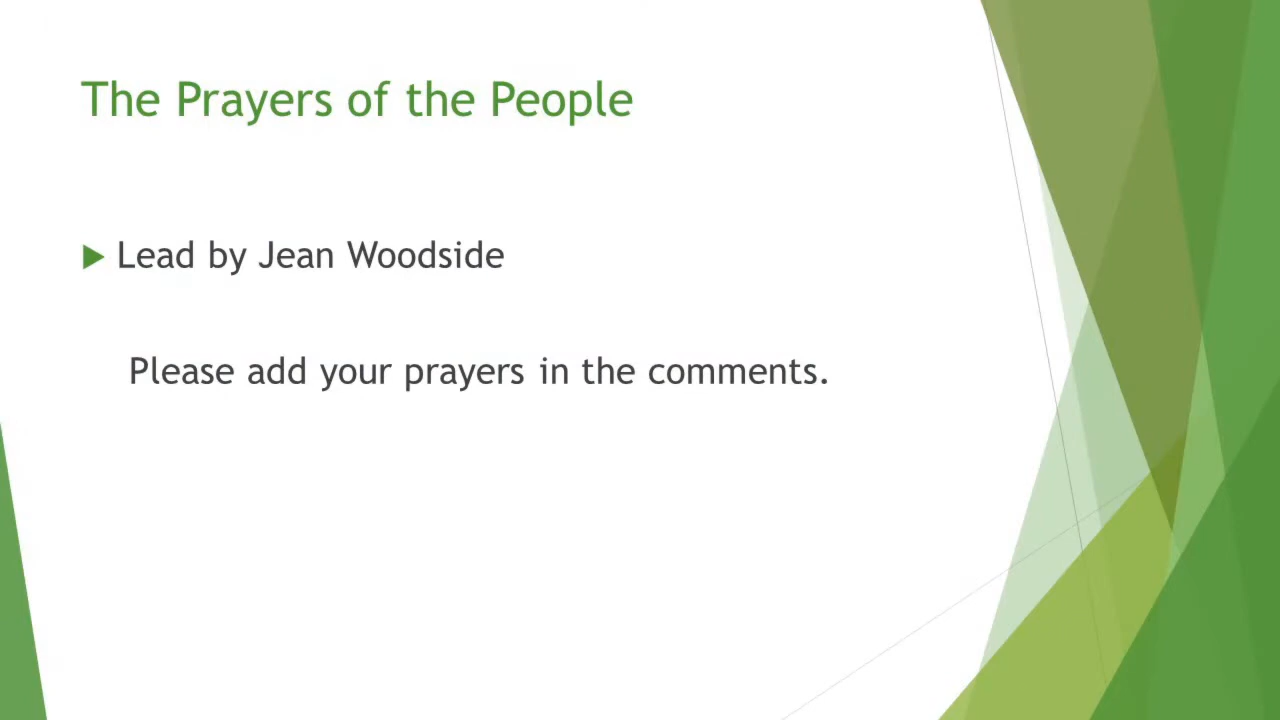 The Prayers of the People
Lead by Jean Woodside
Please add your prayers in the comments.